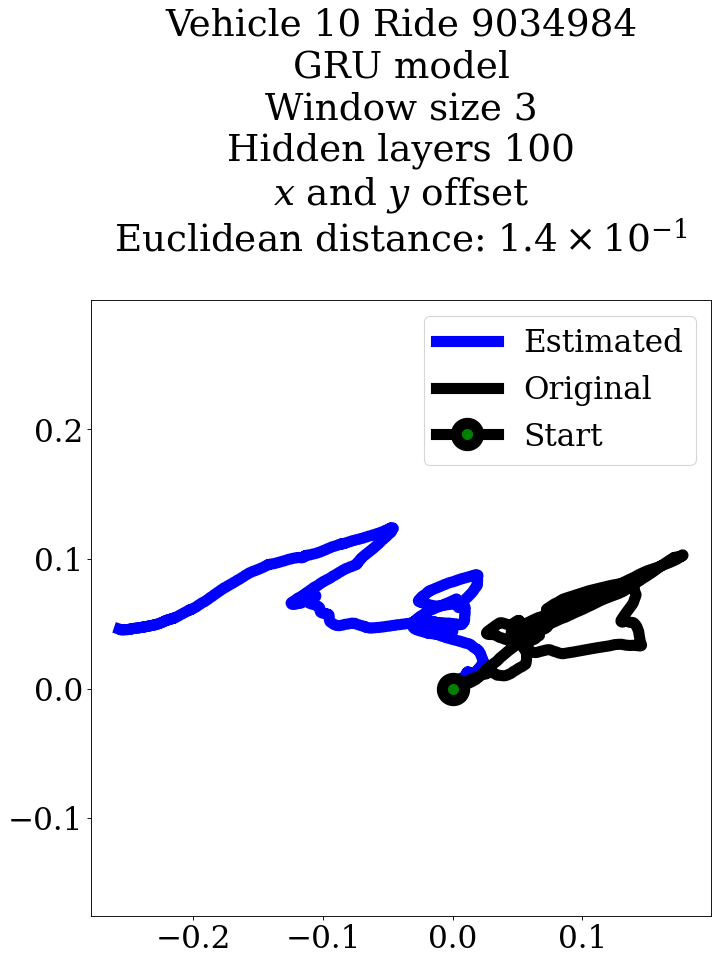 Vehicle 10 Ride 9034984
GRU model
Window size 3
Hidden layers 100
x and y offset
Euclidean distance: 1.4 × 10⁻¹
Estimated
Original
Start
0.2
0.1
0.0
−0.1
−0.2 −0.1 0.0 0.1